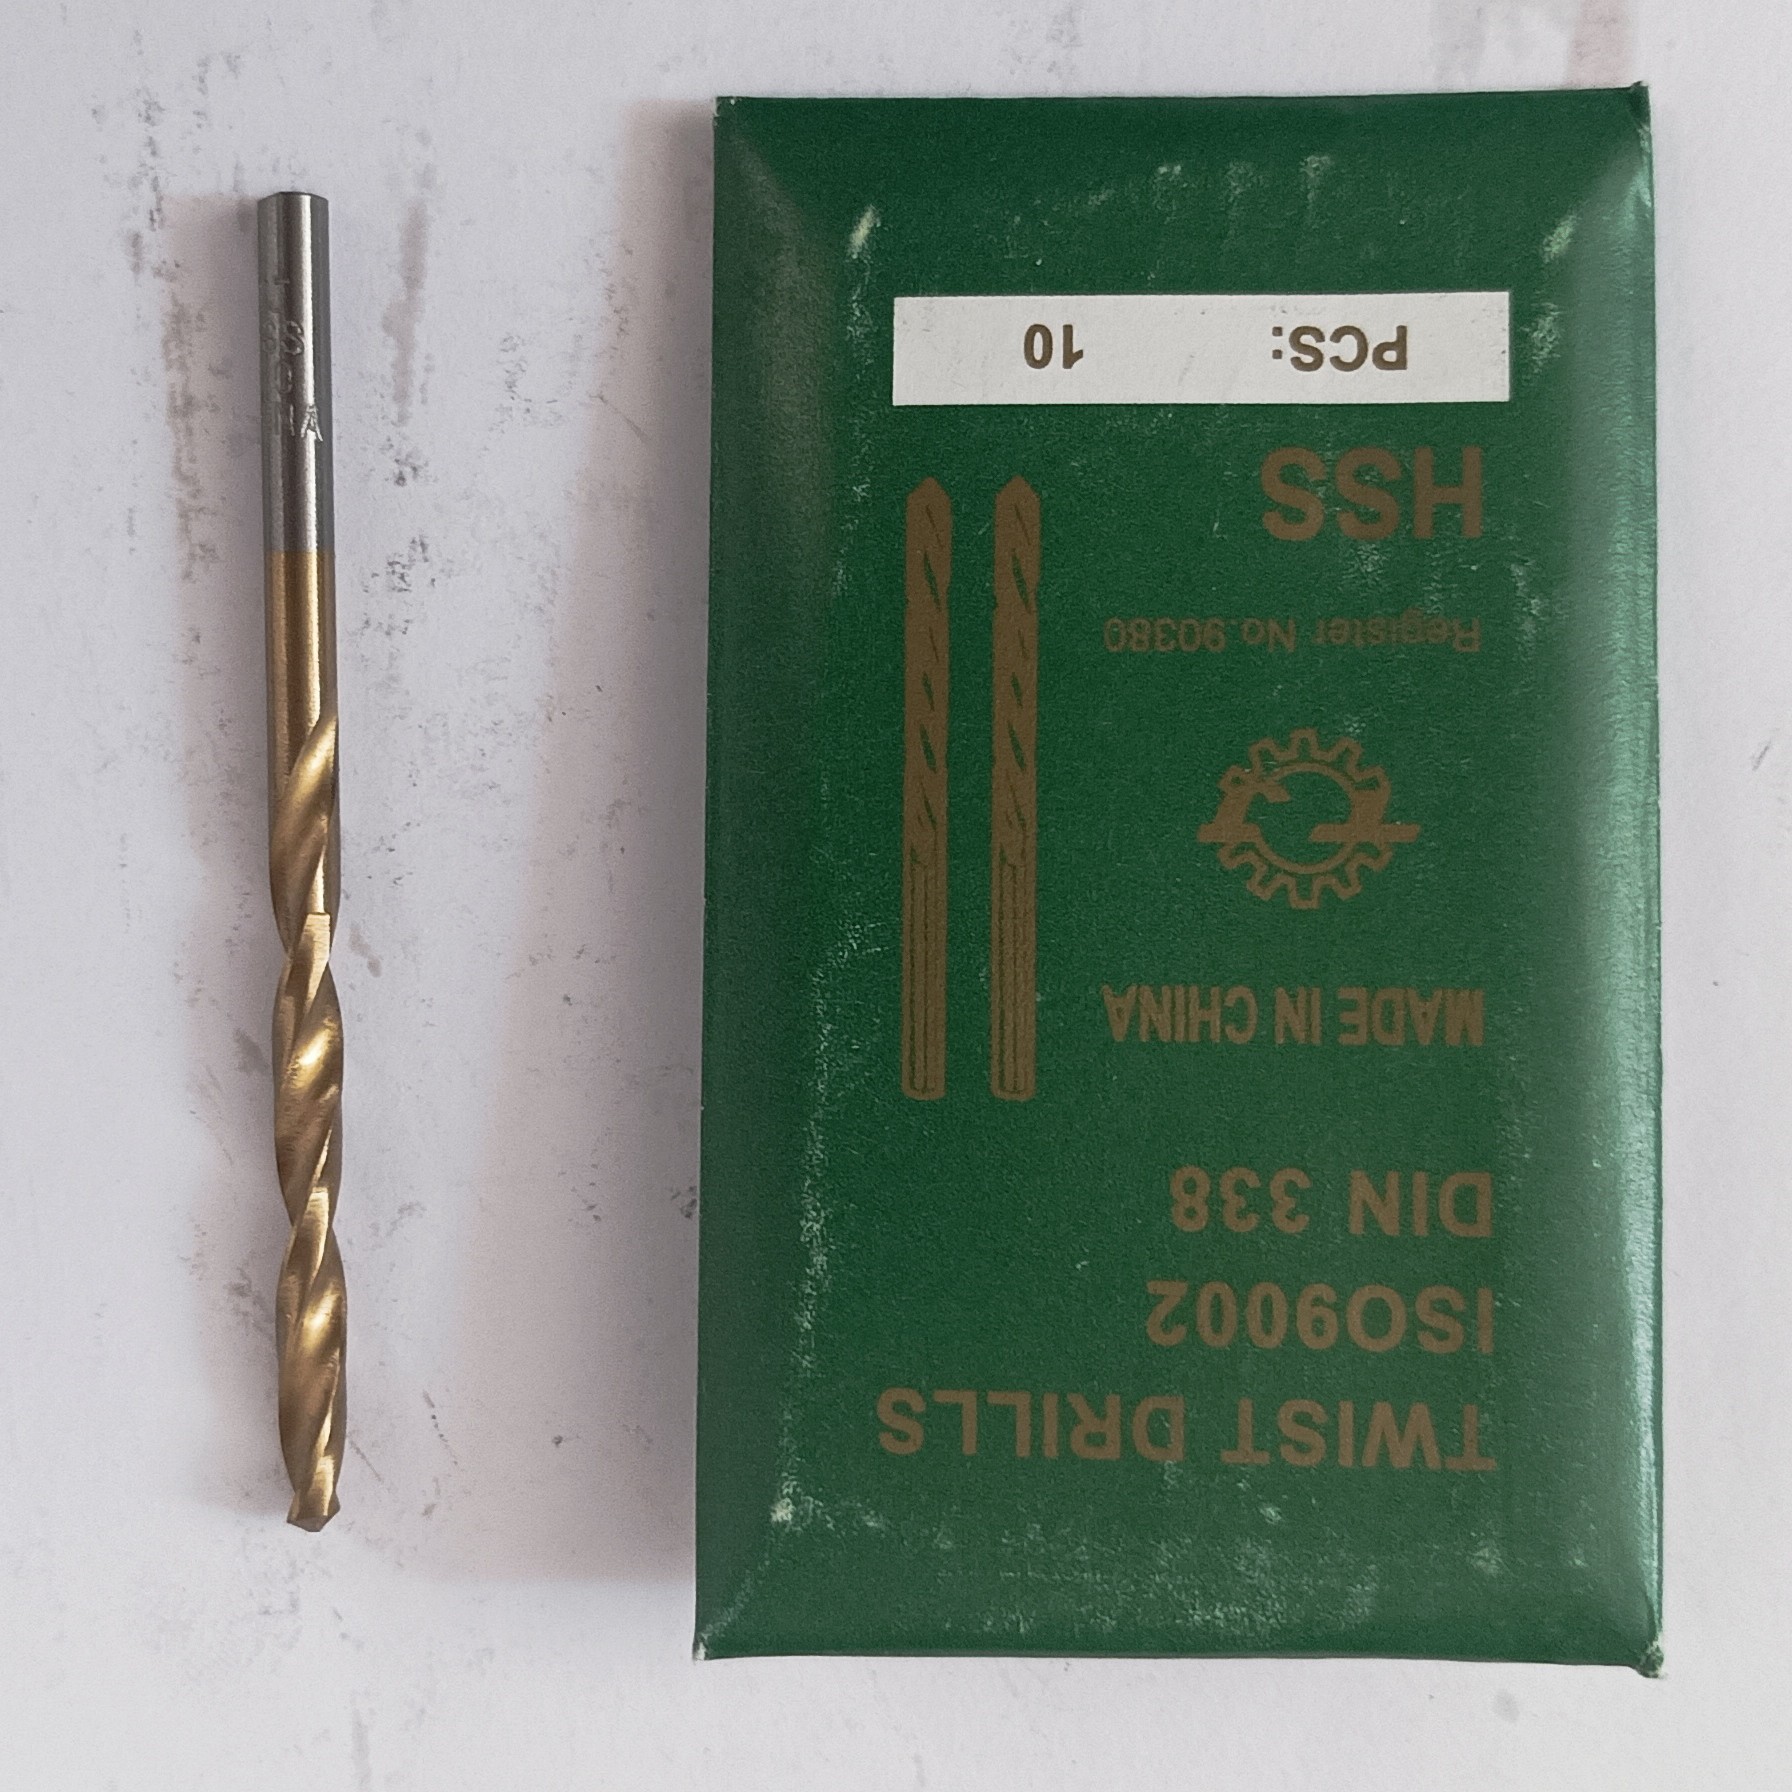 TWIST DRILLS
ISO9002
DIN 338
MADE IN CHINA
Register No.90380
HSS
PCS: 10